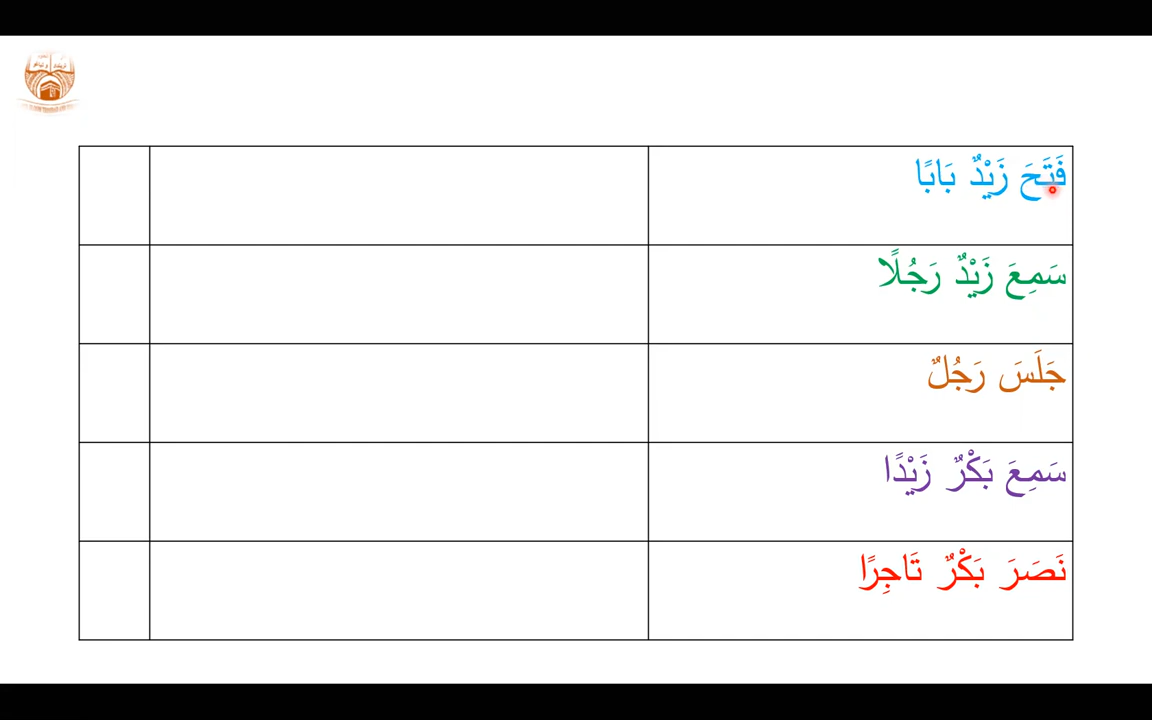 فَتَحَ زَيْدٌ بَابًا
سَمِعَ زَيْدٌ رَجُلًا
جَلَسَ رَجُلٌ
سَمِعَ بَكْرٌ زَيْدًا
نَصَرَ بَكْرٌ تَاجِرًا